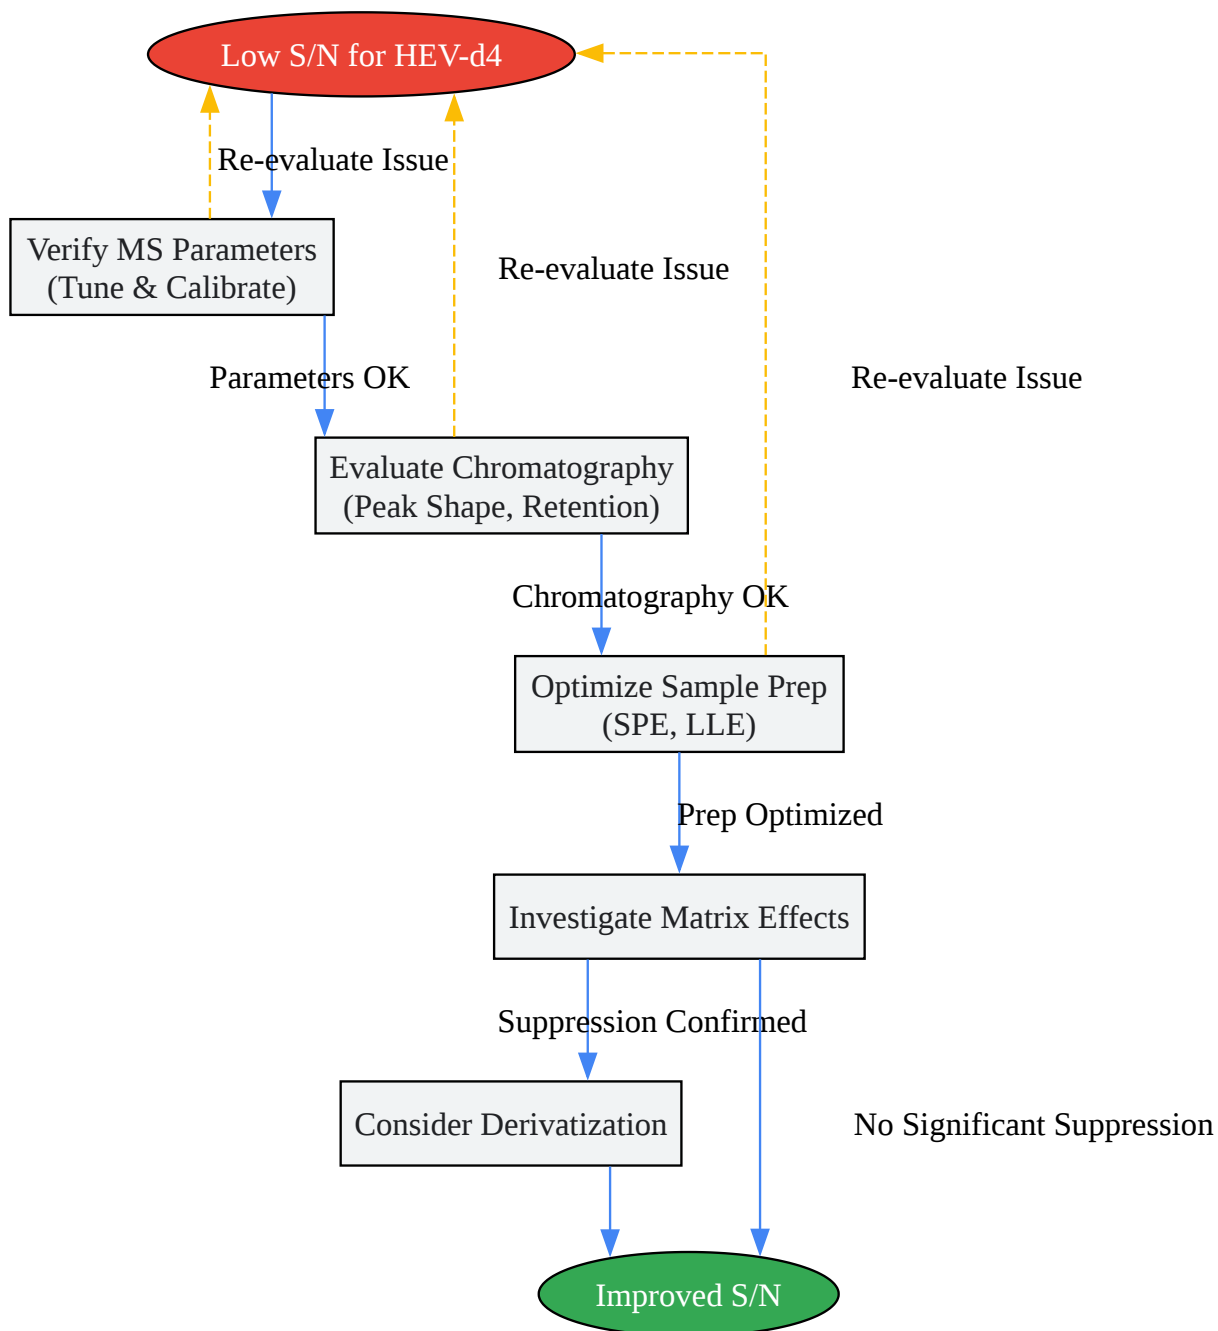 Low S/N for HEV-d4
Re-evaluate Issue
Verify MS Parameters
(Tune & Calibrate)
Re-evaluate Issue
Parameters OK
Re-evaluate Issue
Evaluate Chromatography
(Peak Shape, Retention)
Chromatography OK
Optimize Sample Prep
(SPE, LLE)
Prep Optimized
Investigate Matrix Effects
Suppression Confirmed
Consider Derivatization
No Significant Suppression
Improved S/N